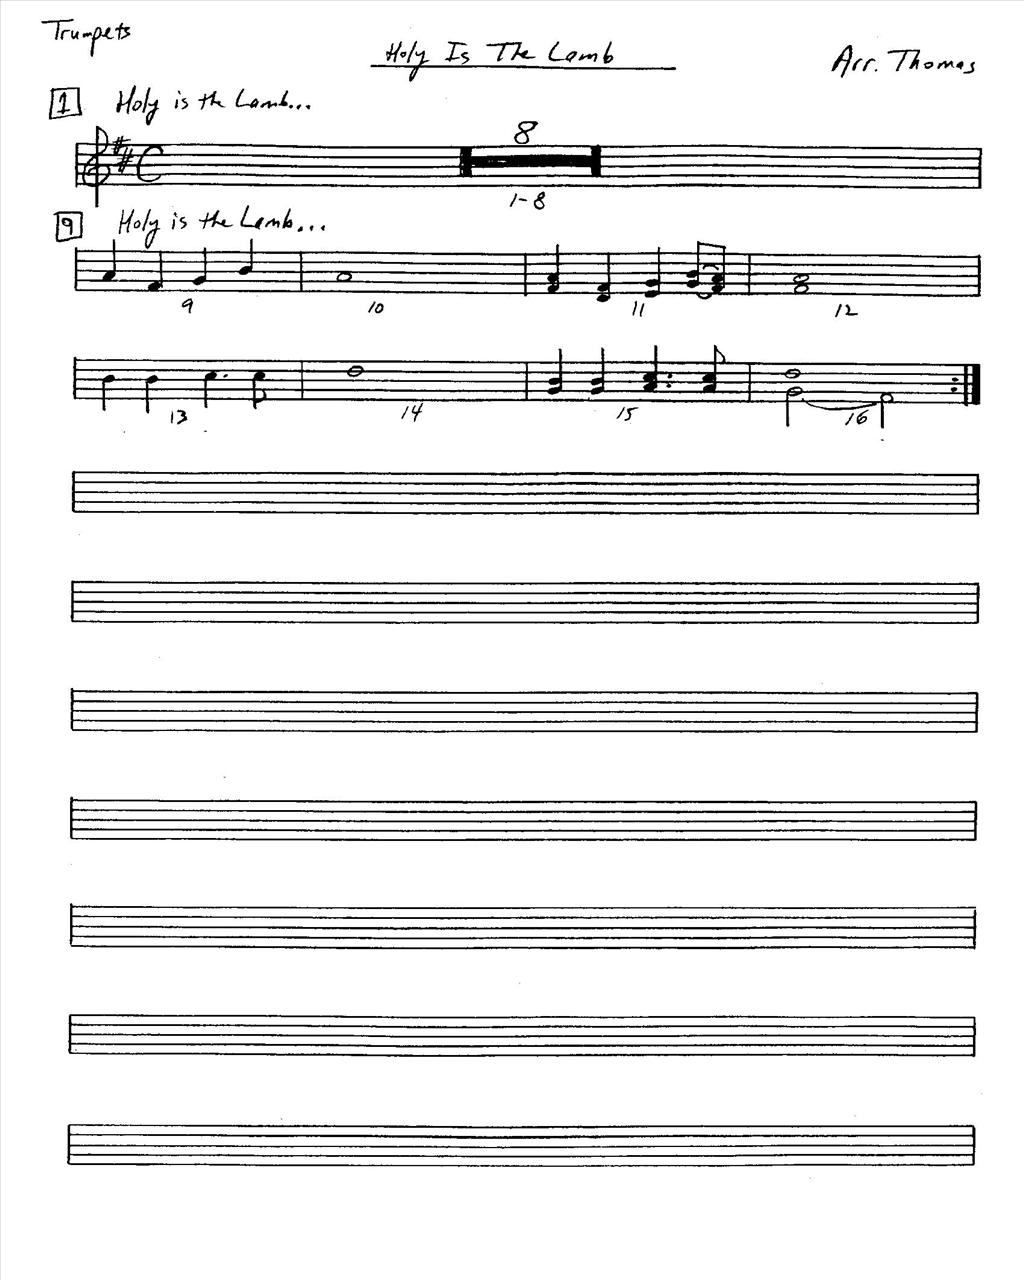 Trumpets
Holy Is The Lamb
Arr. Thomas
1 Holy is the Lamb...
8
1-8
9 Holy is the Lamb...
9 10 11 12
13 14 15 16